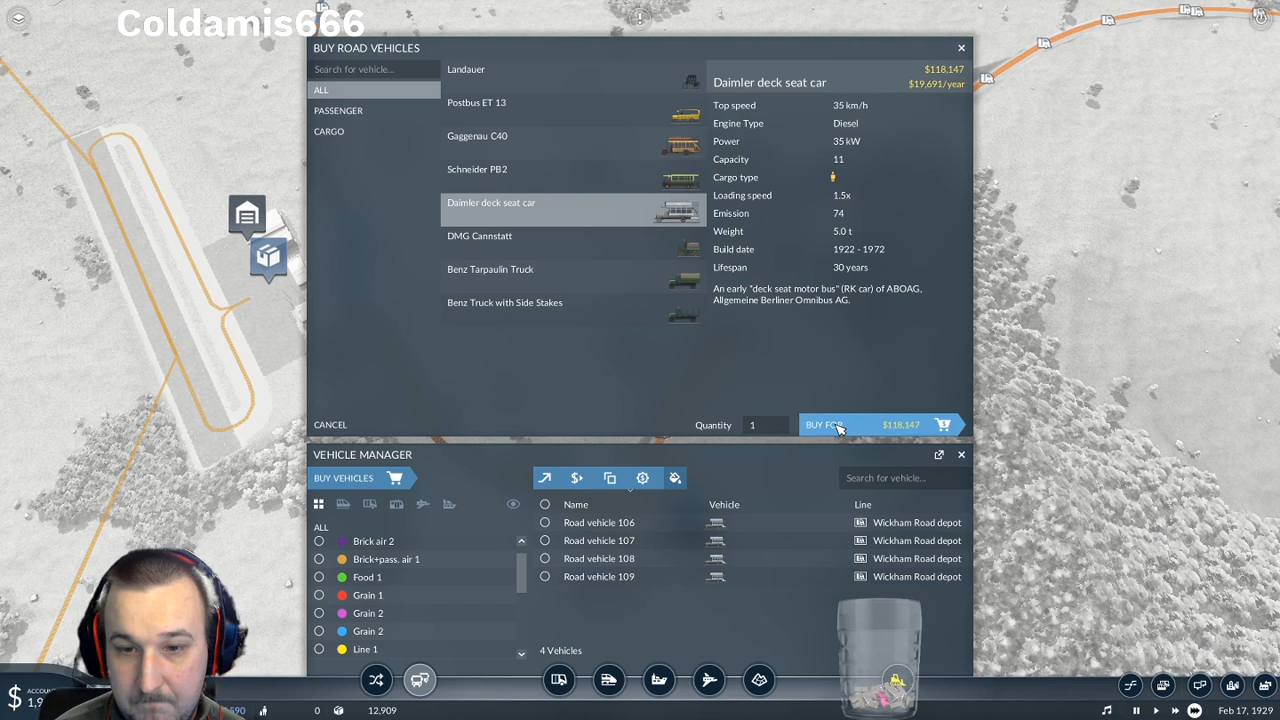 Coldamis666
BUY ROAD VEHICLES
Search for vehicle...
ALL
PASSENGER
CARGO
Landauer
Postbus ET 13
Gaggenau C40
Schneider PB2
Daimler deck seat car
DMG Cannstatt
Benz Tarpaulin Truck
Benz Truck with Side Stakes
Daimler deck seat car
$118,147
$19,691/year
Top speed 35 km/h
Engine Type Diesel
Power 35 kW
Capacity 11
Cargo type
Loading speed 1.5x
Emission 74
Weight 5.0 t
Build date 1922 - 1972
Lifespan 30 years
An early "deck seat motor bus" (RK car) of ABOAG,
Allgemeine Berliner Omnibus AG.
CANCEL
Quantity 1
BUY FOR $118,147
VEHICLE MANAGER
BUY VEHICLES
Search for vehicle...
ALL
Brick air 2
Brick+pass. air 1
Food 1
Grain 1
Grain 2
Grain 2
Line 1
Name Vehicle Line
Road vehicle 106 Wickham Road depot
Road vehicle 107 Wickham Road depot
Road vehicle 108 Wickham Road depot
Road vehicle 109 Wickham Road depot
4 Vehicles
0
12,909
Feb 17, 1929